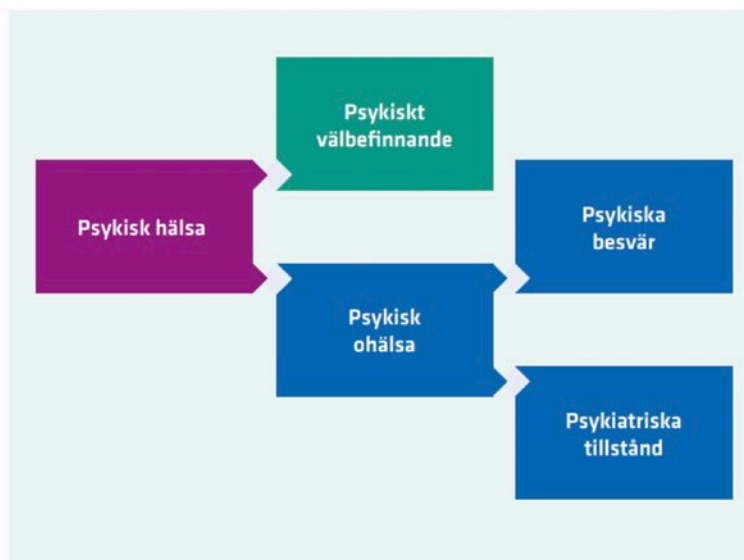 Psykiskt
välbefinnande
Psykisk hälsa
Psykiska
besvär
Psykisk
ohälsa
Psykiatriska
tillstånd